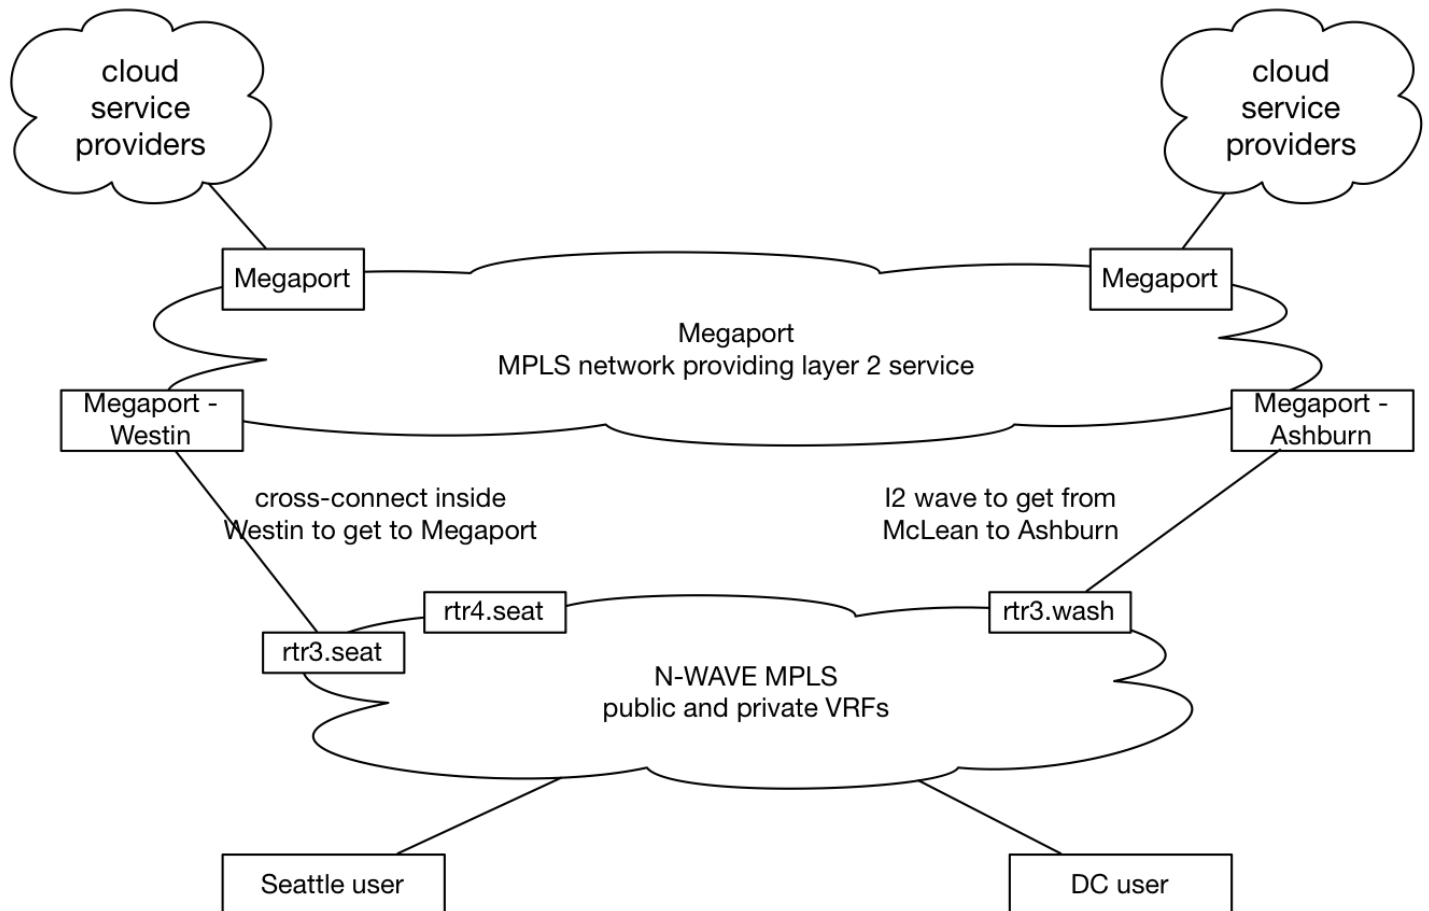 cloud
service
providers
cloud
service
providers
Megaport
Megaport
Megaport
MPLS network providing layer 2 service
Megaport -
Westin
Megaport -
Ashburn
cross-connect inside
Westin to get to Megaport
I2 wave to get from
McLean to Ashburn
rtr4.seat
rtr3.wash
rtr3.seat
N-WAVE MPLS
public and private VRFs
Seattle user
DC user